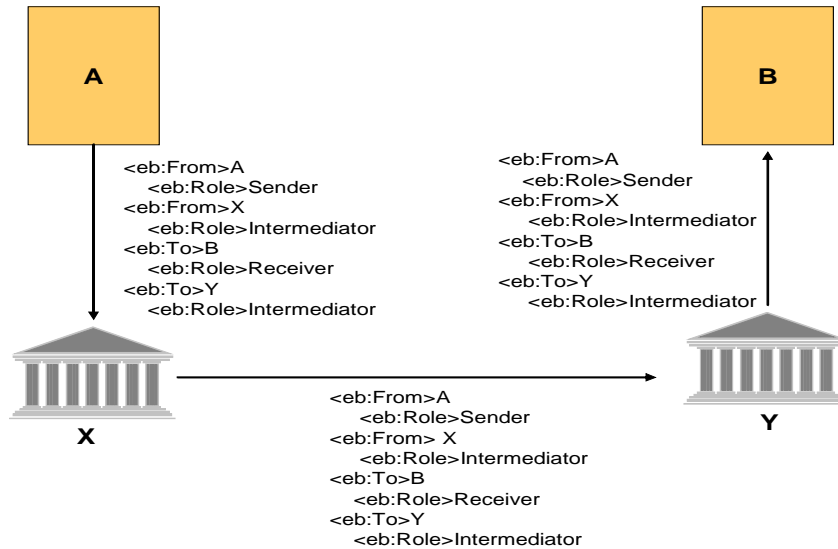 A
B
<eb:From>A
<eb:Role>Sender
<eb:From>X
<eb:Role>Intermediator
<eb:To>B
<eb:Role>Receiver
<eb:To>Y
<eb:Role>Intermediator
<eb:From>A
<eb:Role>Sender
<eb:From>X
<eb:Role>Intermediator
<eb:To>B
<eb:Role>Receiver
<eb:To>Y
<eb:Role>Intermediator
X
Y
<eb:From>A
<eb:Role>Sender
<eb:From> X
<eb:Role>Intermediator
<eb:To>B
<eb:Role>Receiver
<eb:To>Y
<eb:Role>Intermediator